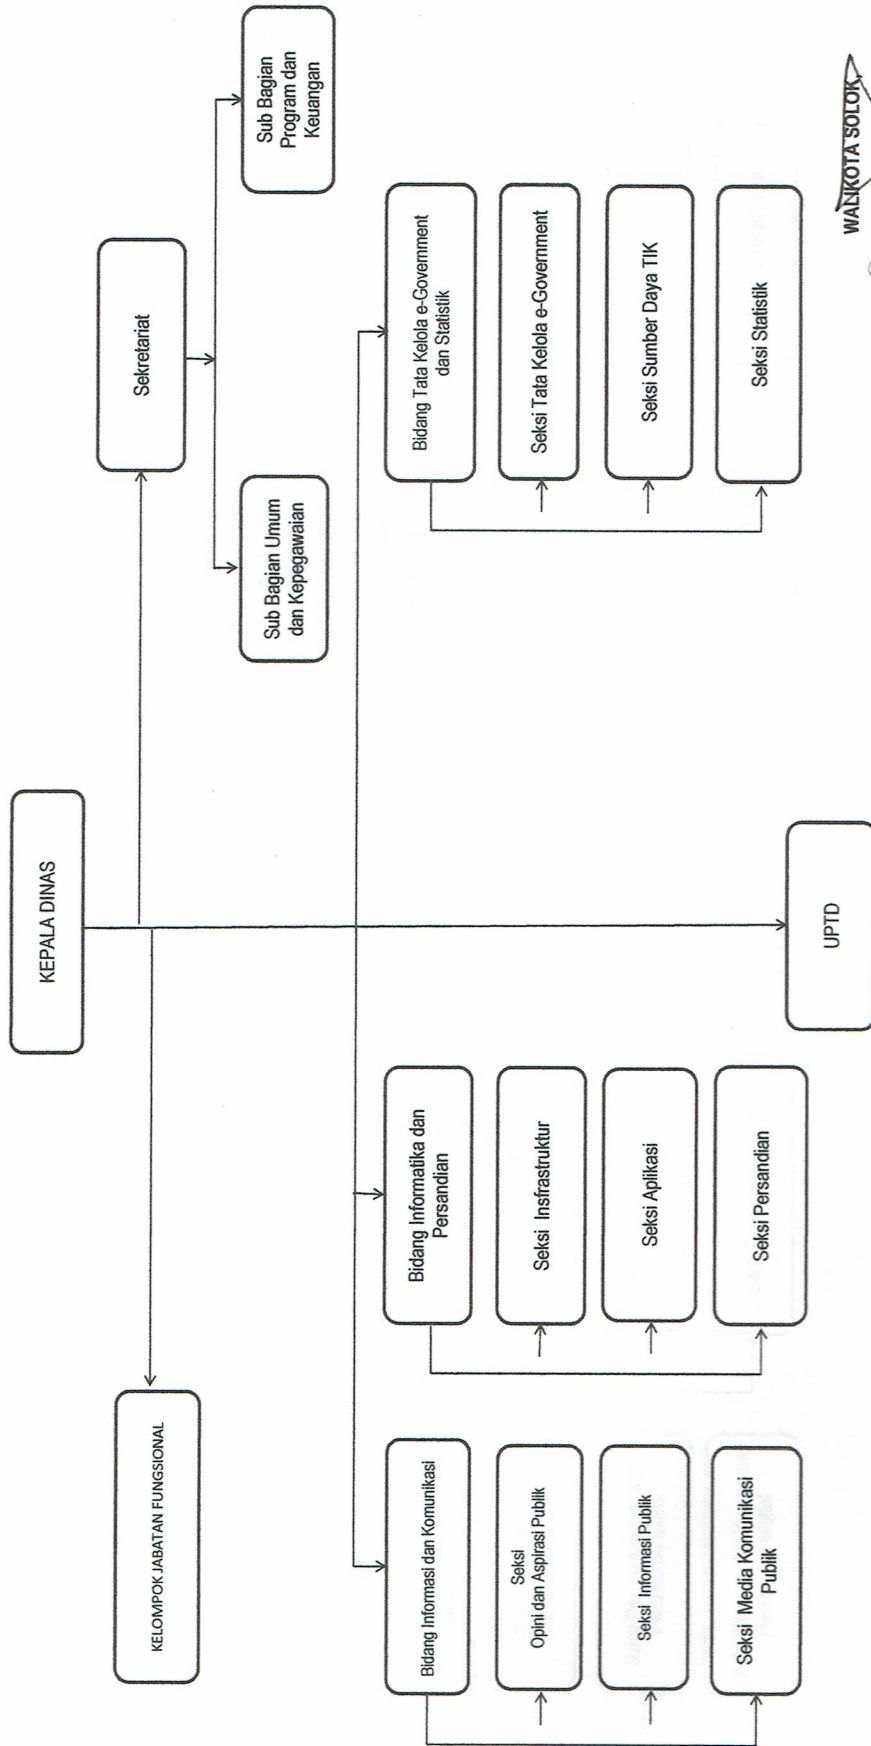 KEPALA DINAS
KELOMPOK JABATAN FUNGSIONAL
Sekretariat
Sub Bagian Umum
dan Kepegawaian
Sub Bagian
Program dan
Keuangan
Bidang Informasi dan Komunikasi
Seksi
Opini dan Aspirasi Publik
Seksi Informasi Publik
Seksi Media Komunikasi
Publik
Bidang Informatika dan
Persandian
Seksi Insfrastruktur
Seksi Aplikasi
Seksi Persandian
Bidang Tata Kelola e-Government
dan Statistik
Seksi Tata Kelola e-Government
Seksi Sumber Daya TIK
Seksi Statistik
UPTD
WALIKOTA SOLOK,